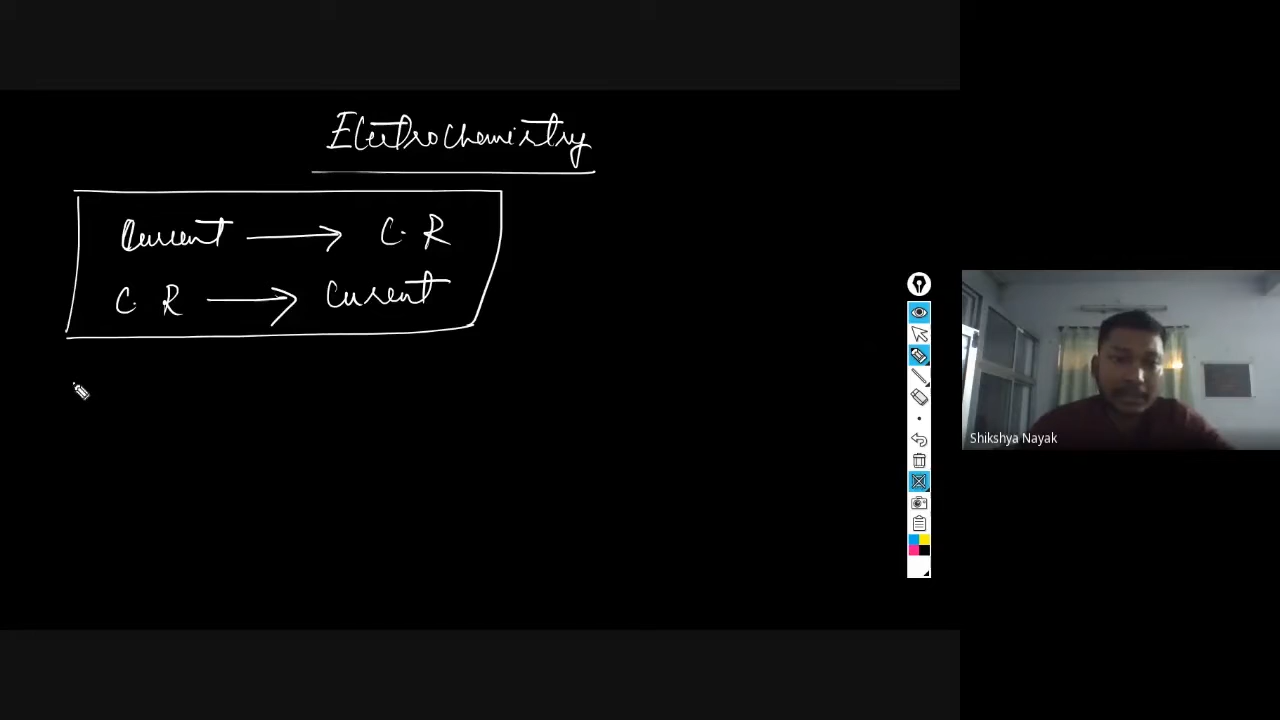 Electrochemistry
Current → C. R
C. R → Curent
Shikshya Nayak